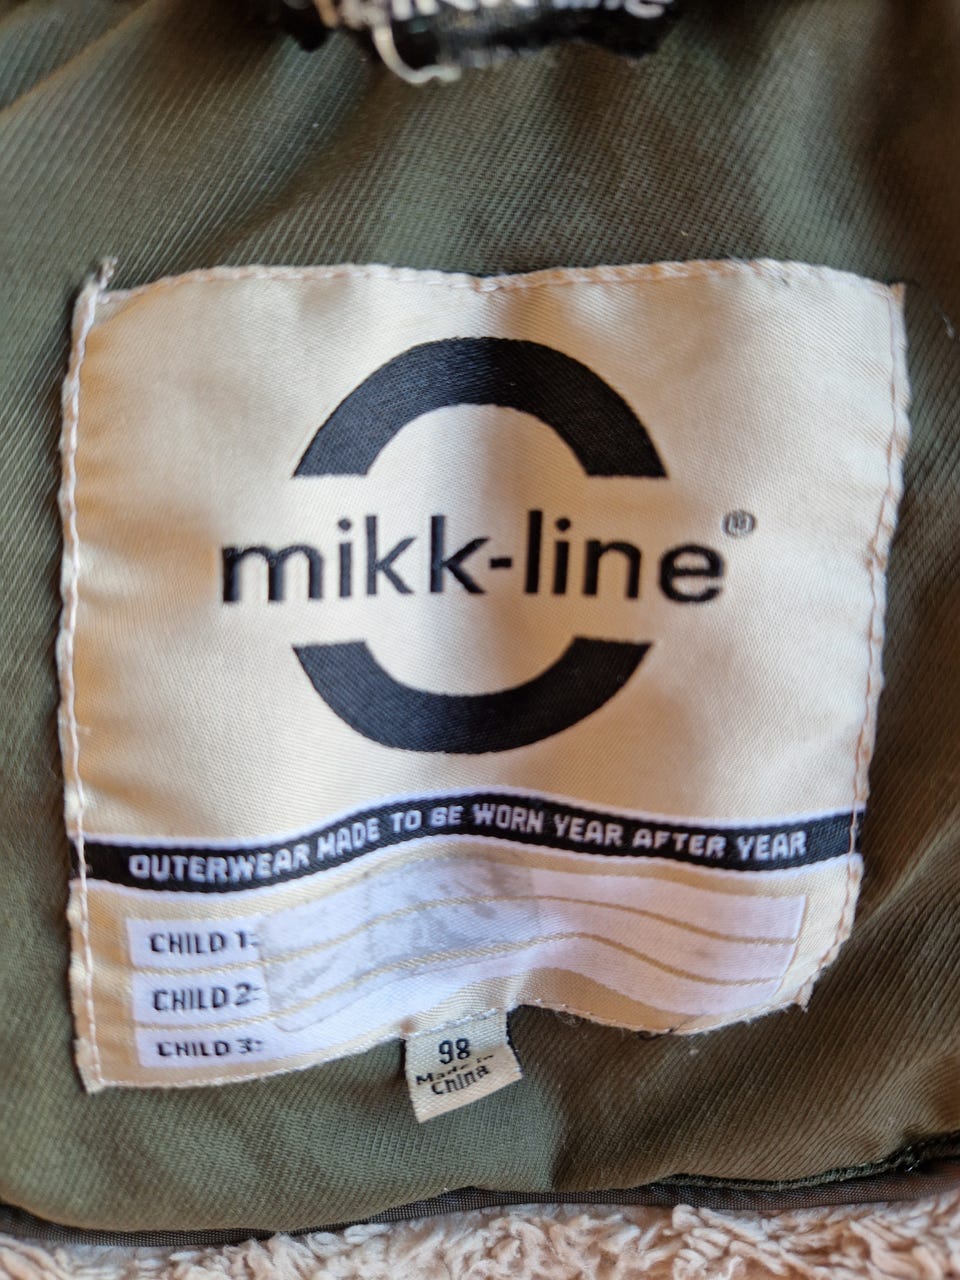 mikk-line®
OUTERWEAR MADE TO BE WORN YEAR AFTER YEAR
CHILD 1:
CHILD 2:
CHILD 3:
98
Made in
China